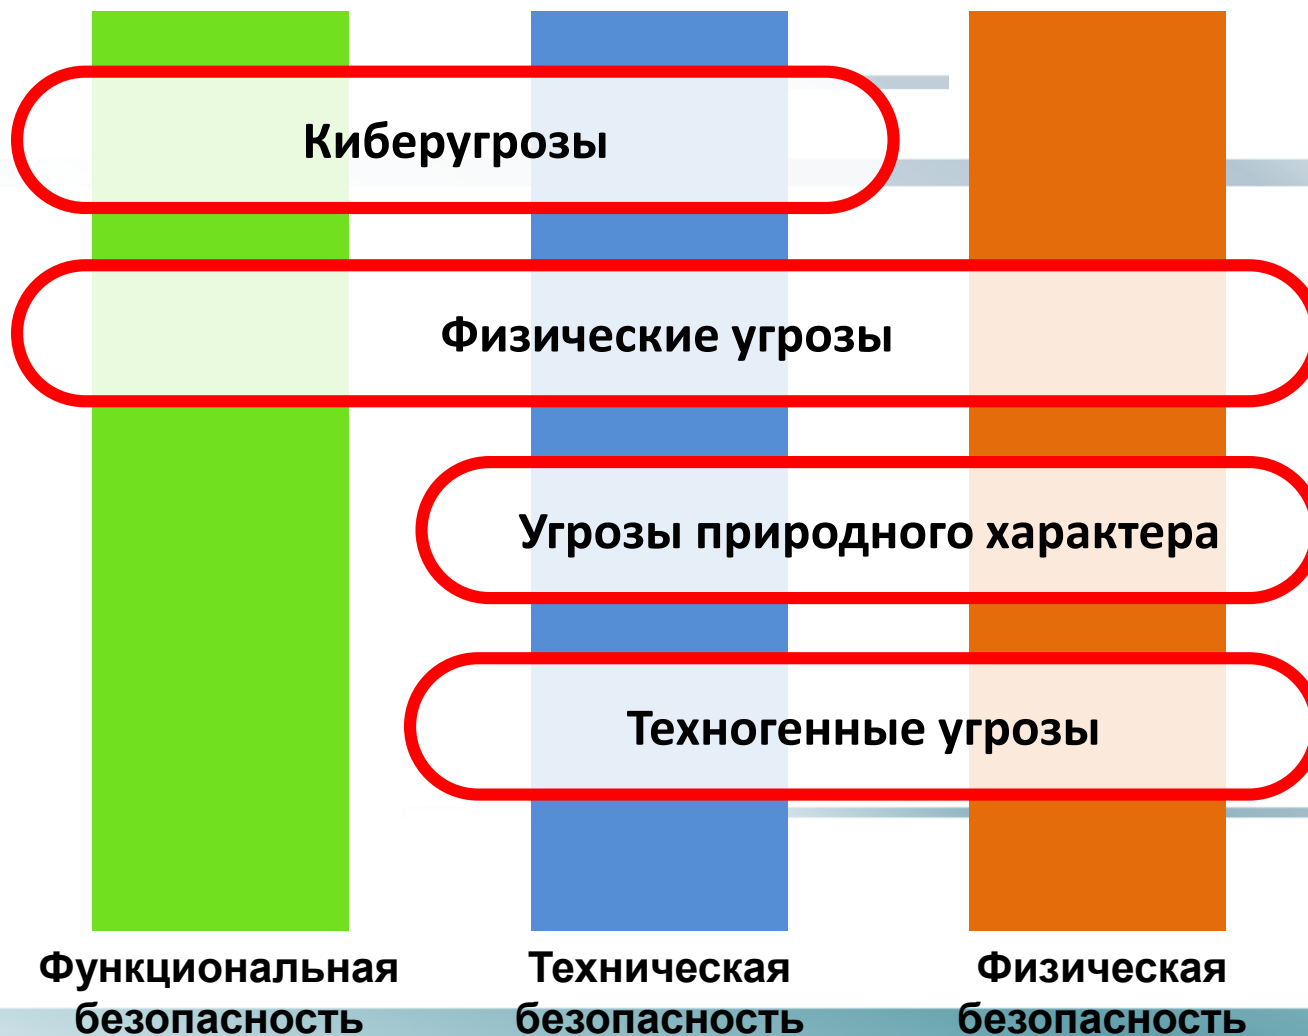 Киберугрозы
Физические угрозы
Угрозы природного характера
Техногенные угрозы
Функциональная
безопасность
Техническая
безопасность
Физическая
безопасность